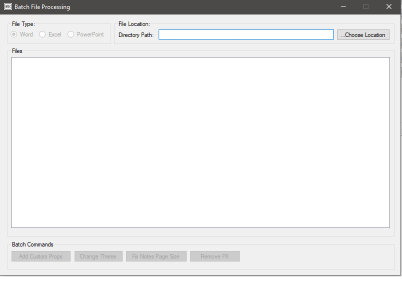 Batch File Processing
File Type:
Word Excel PowerPoint
File Location:
Directory Path:
...Choose Location
Files
Batch Commands
Add Custom Props Change Theme Fix Notes Page Size Remove PII